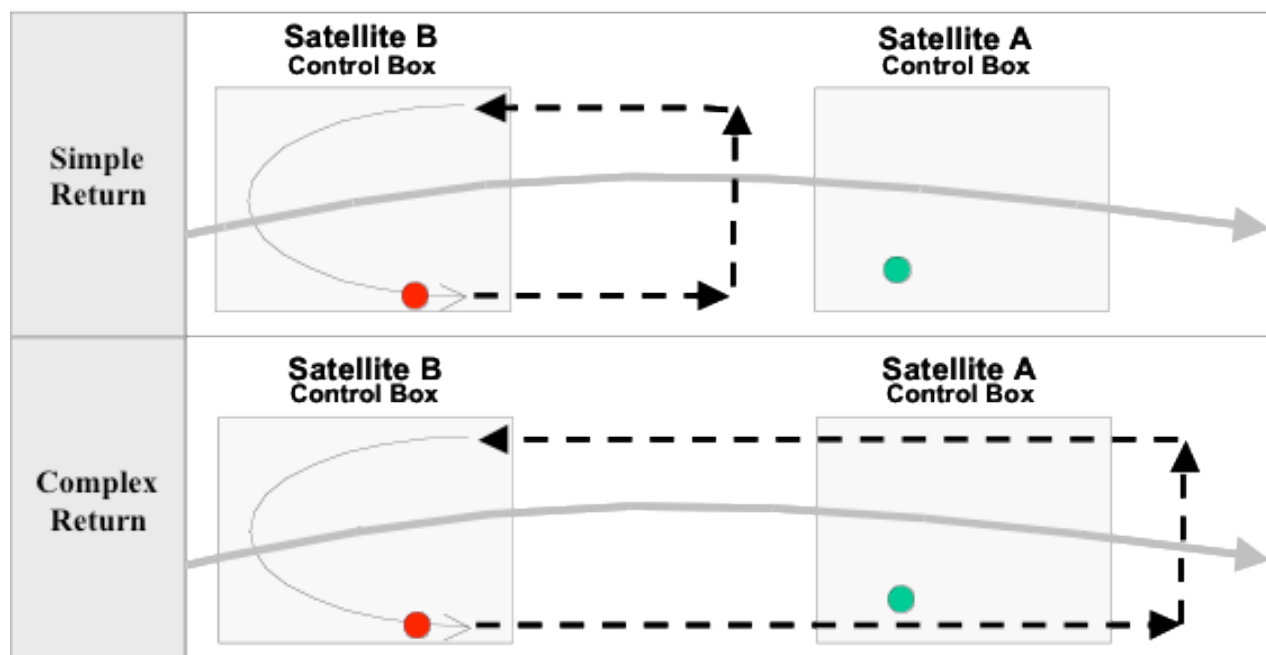 Satellite B
Control Box
Satellite A
Control Box
Simple
Return
Satellite B
Control Box
Satellite A
Control Box
Complex
Return